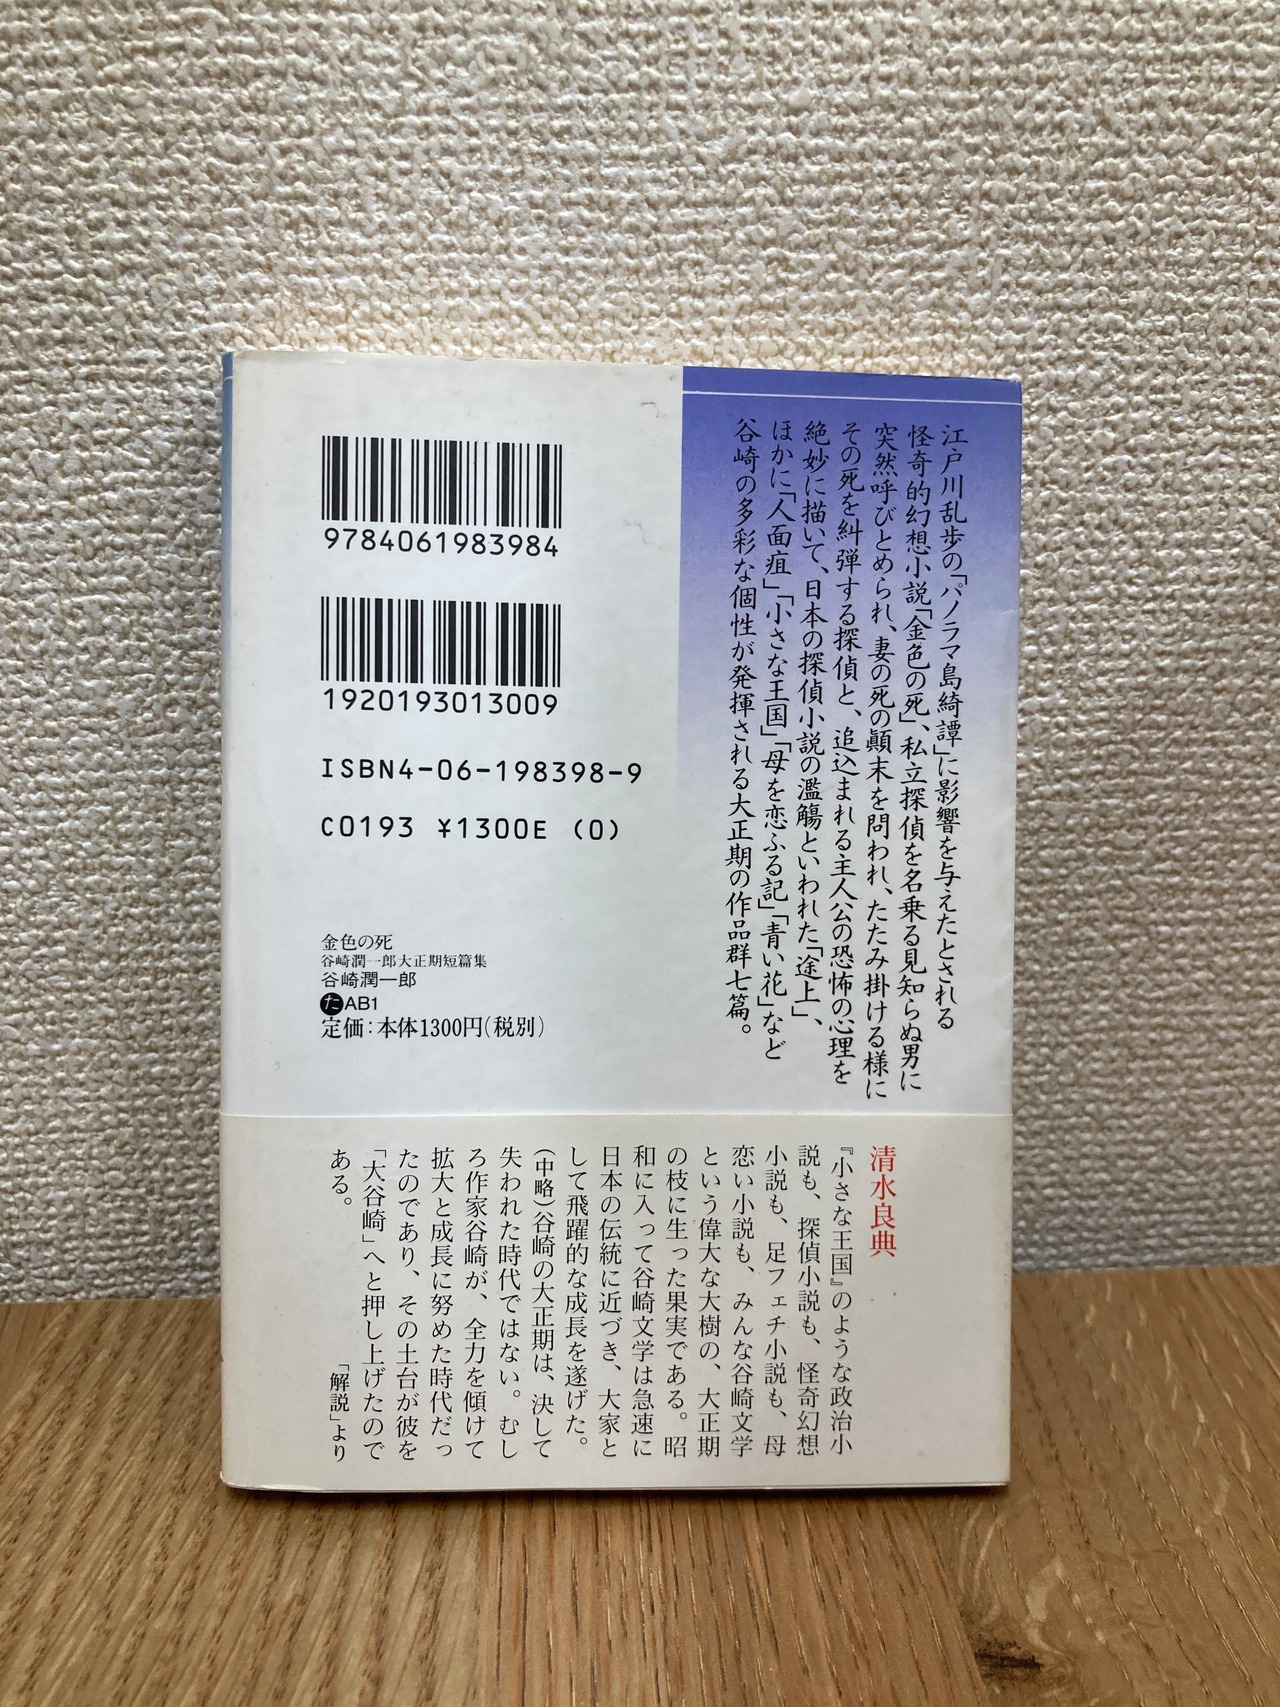 江戸川乱歩の「パノラマ島綺譚」に影響を与えたとされる
怪奇的幻想小説「金色の死」、私立探偵を名乗る見知らぬ男に
突然呼びとめられ、妻の死の顚末を問われ、たたみ掛ける様に
その死を糾弾する探偵と、追込まれる主人公の恐怖の心理を
絶妙に描いて、日本の探偵小説の濫觴といわれた「途上」、
ほかに「人面疽」「小さな王国」「母を恋ふる記」「青い花」など
谷崎の多彩な個性が発揮される大正期の作品群七篇。
9784061983984
1920193013009
ISBN4-06-198398-9
C0193 ¥1300E (0)
金色の死
谷崎潤一郎大正期短篇集
谷崎潤一郎
た AB1
定価:本体1300円(税別)
清水良典
『小さな王国』のような政治小
説も、探偵小説も、怪奇幻想
小説も、足フェチ小説も、母
恋い小説も、みんな谷崎文学
という偉大な大樹の、大正期
の枝に生った果実である。昭
和に入って谷崎文学は急速に
日本の伝統に近づき、大家と
して飛躍的な成長を遂げた。
(中略)谷崎の大正期は、決して
失われた時代ではない。むし
ろ作家谷崎が、全力を傾けて
拡大と成長に努めた時代だっ
たのであり、その土台が彼を
「大谷崎」へと押し上げたので
ある。
「解説」より